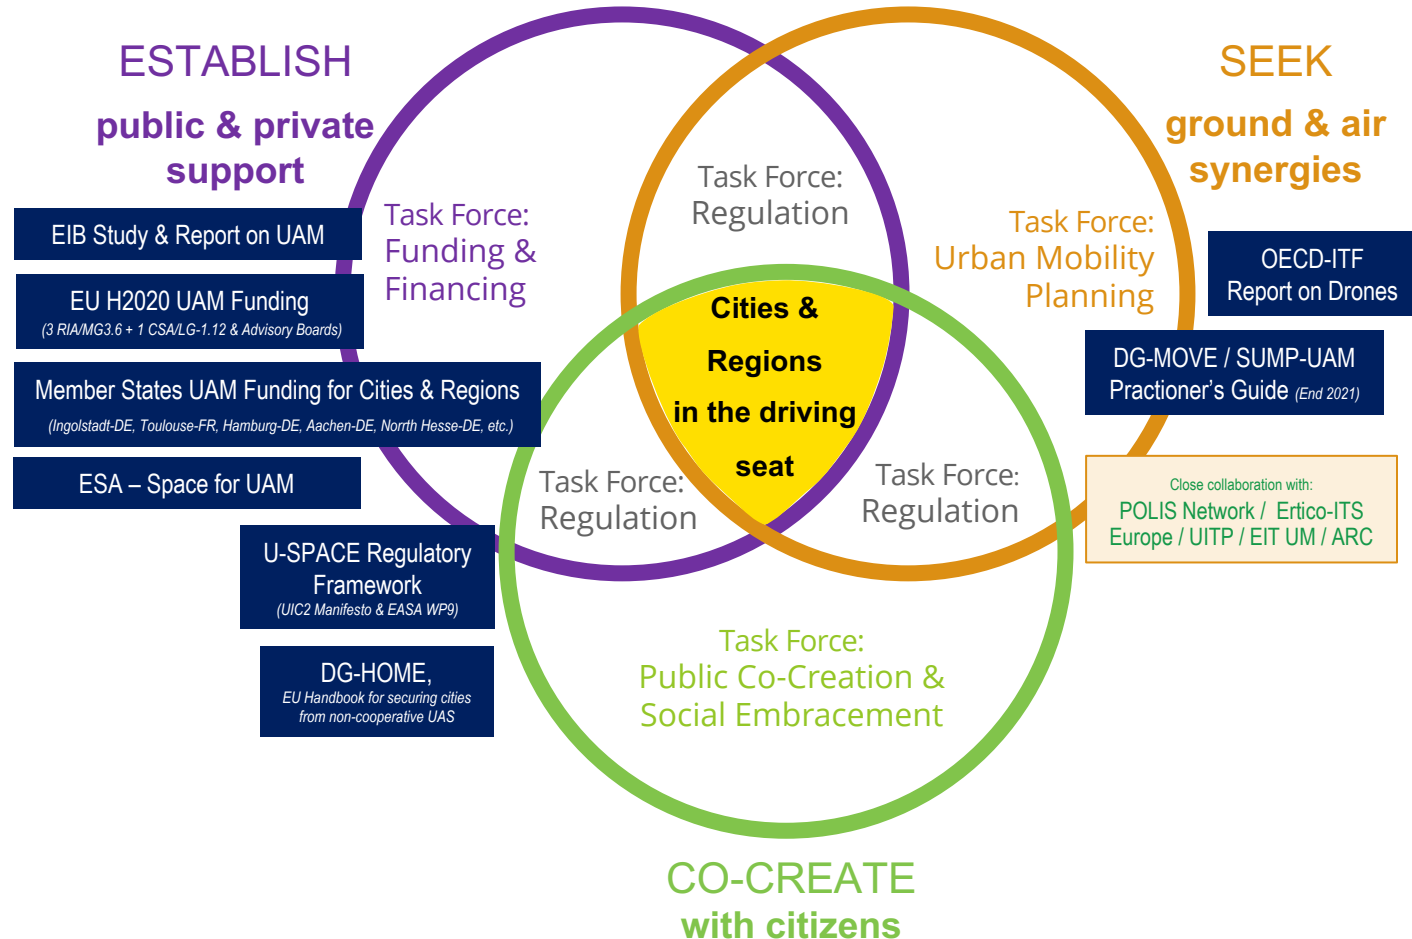 ESTABLISH
public & private
support
EIB Study & Report on UAM
EU H2020 UAM Funding
(3 RIA/MG3.6 + 1 CSA/LG-1.12 & Advisory Boards)
Member States UAM Funding for Cities & Regions
(Ingolstadt-DE, Toulouse-FR, Hamburg-DE, Aachen-DE, Norrth Hesse-DE, etc.)
ESA – Space for UAM
U-SPACE Regulatory
Framework
(UIC2 Manifesto & EASA WP9)
DG-HOME,
EU Handbook for securing cities
from non-cooperative UAS
Task Force:
Funding &
Financing
Task Force:
Regulation
Cities &
Regions
in the driving
seat
Task Force:
Regulation
Task Force:
Regulation
Task Force:
Urban Mobility
Planning
SEEK
ground & air
synergies
OECD-ITF
Report on Drones
DG-MOVE / SUMP-UAM
Practioner’s Guide (End 2021)
Close collaboration with:
POLIS Network / Ertico-ITS
Europe / UITP / EIT UM / ARC
Task Force:
Public Co-Creation &
Social Embracement
CO-CREATE
with citizens